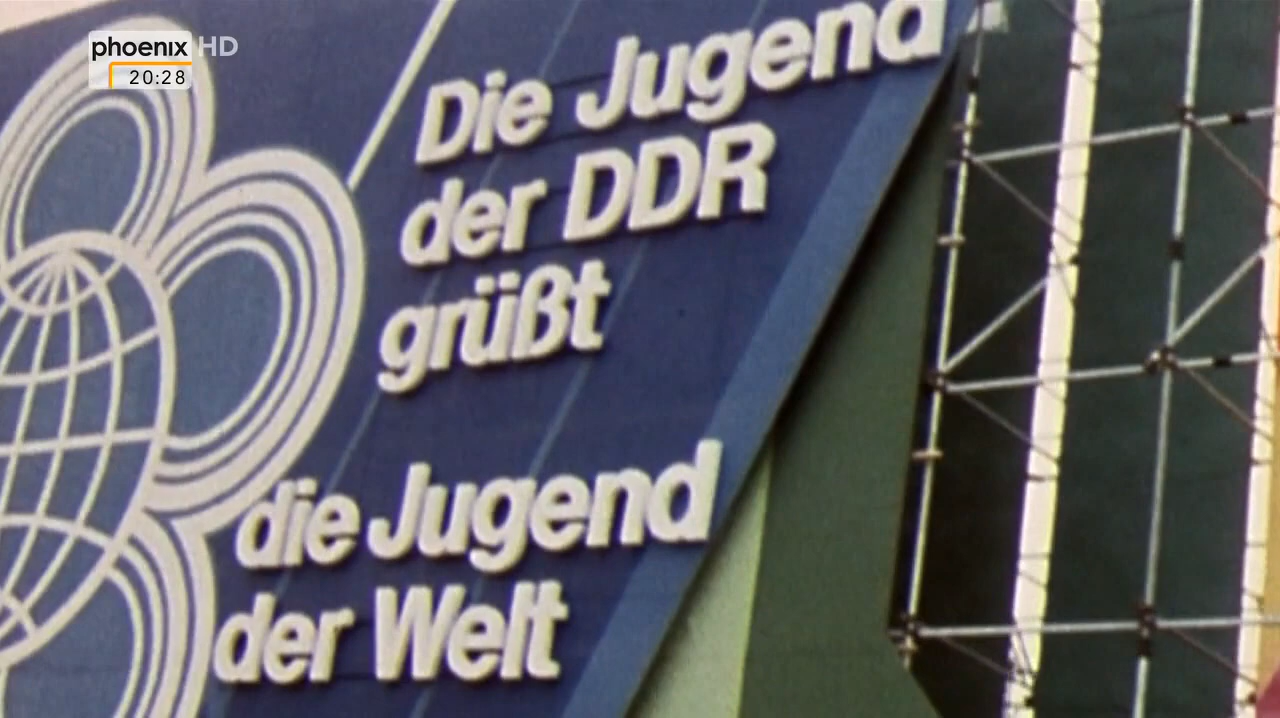 phoenix HD
20:28
Die Jugend
der DDR
grüßt
die Jugend
der Welt